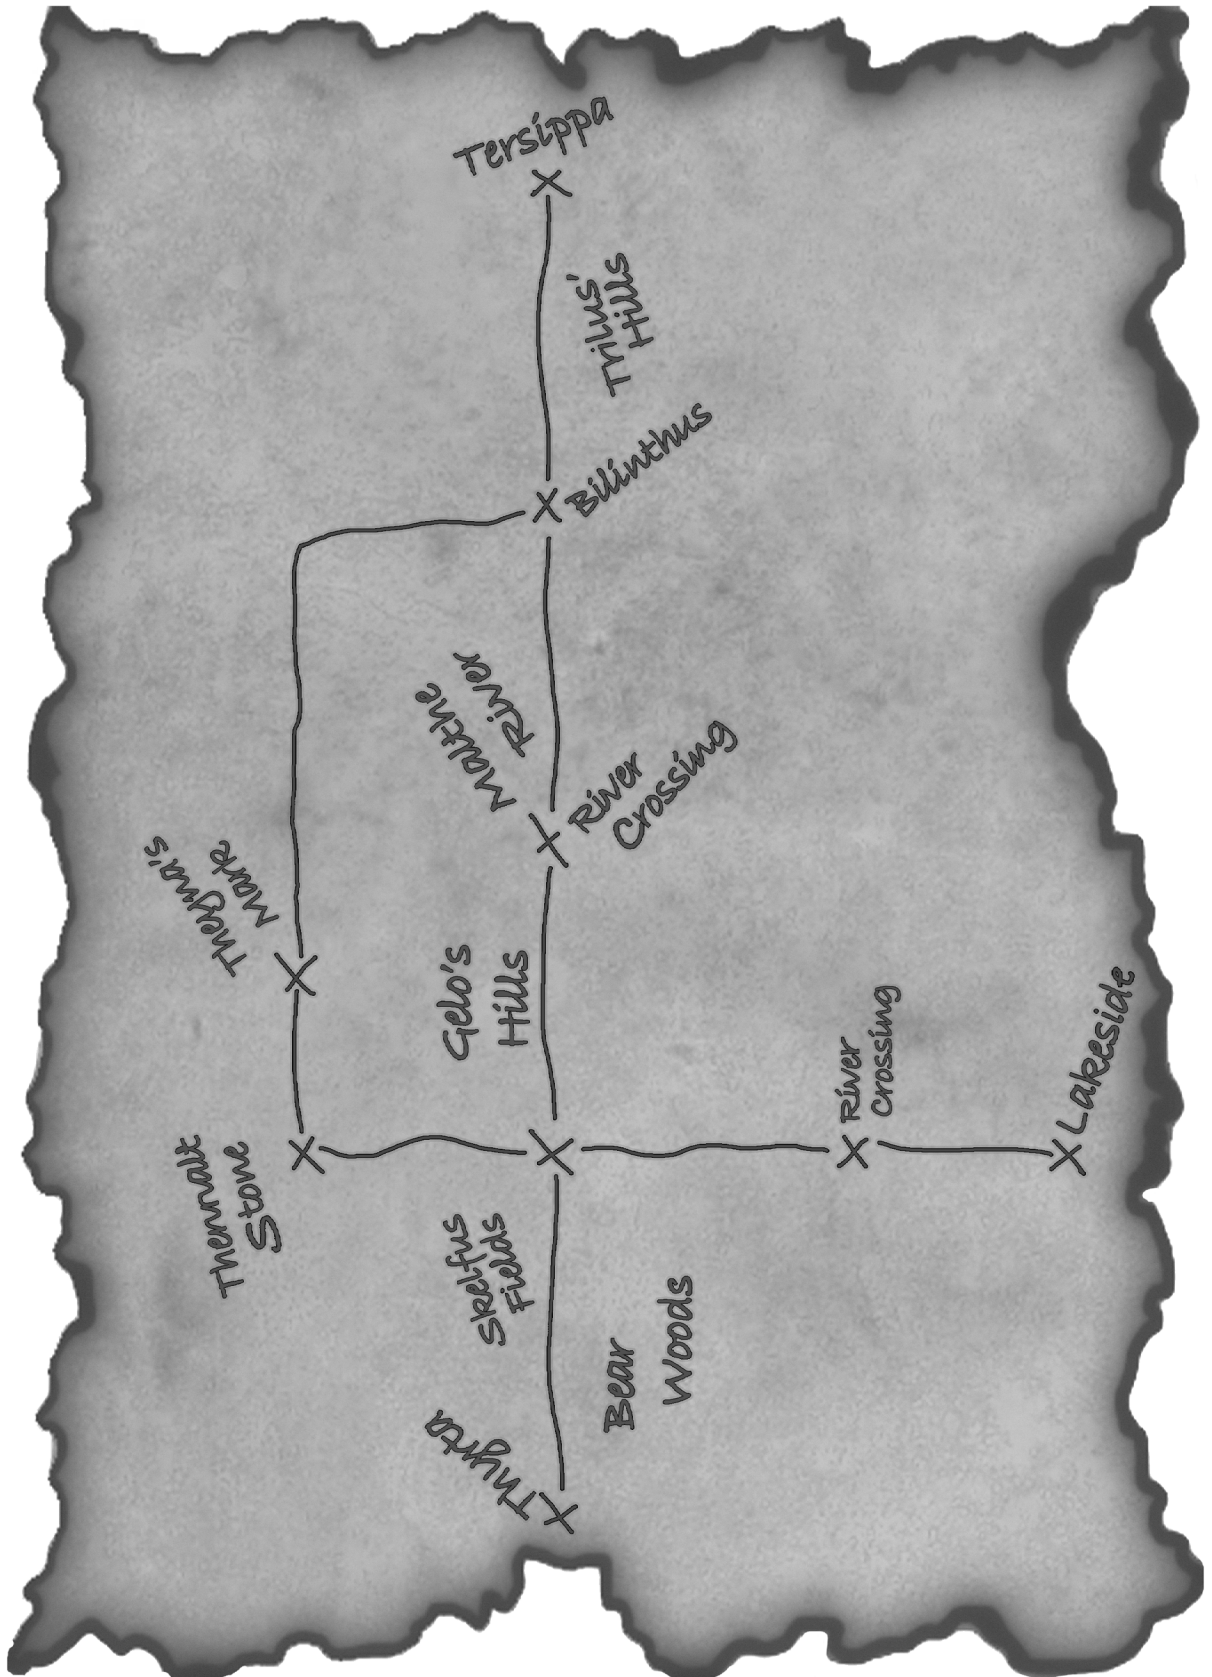 Tersippa
Trilus'
Hills
Bilinthus
Malthe
River
River
Crossing
Theyna's
Mark
Gelo's
Hills
River
Crossing
Lakeside
Thennalt
Stone
Skelfus
Fields
Bear
Woods
Thyrta